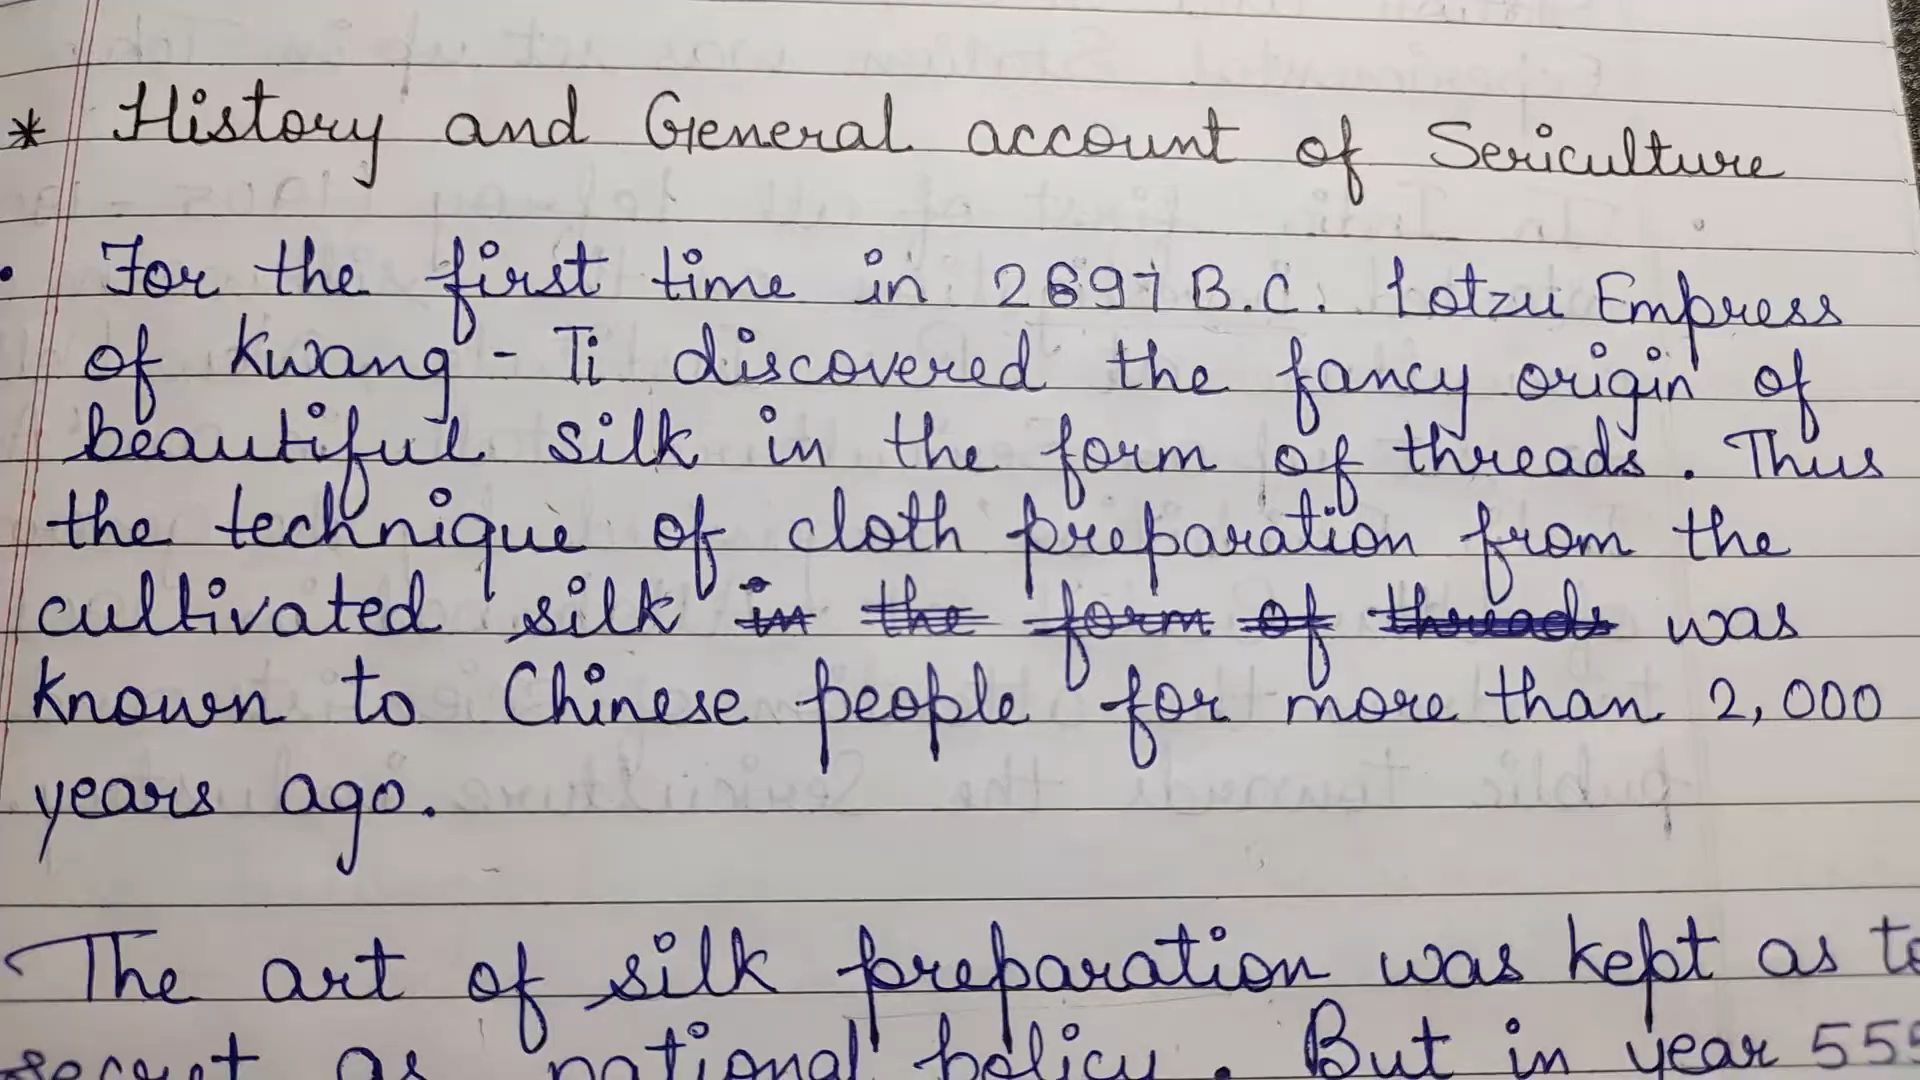 * History and General account of Sericulture
• For the first time in 2697 B.C. Lotzu Empress
of Kwang-Ti discovered the fancy origin of
beautiful silk in the form of threads. Thus
the technique of cloth preparation from the
cultivated silk in the form of threads was
known to Chinese people for more than 2,000
years ago.
The art of silk preparation was kept as
secret as national policy. But in year